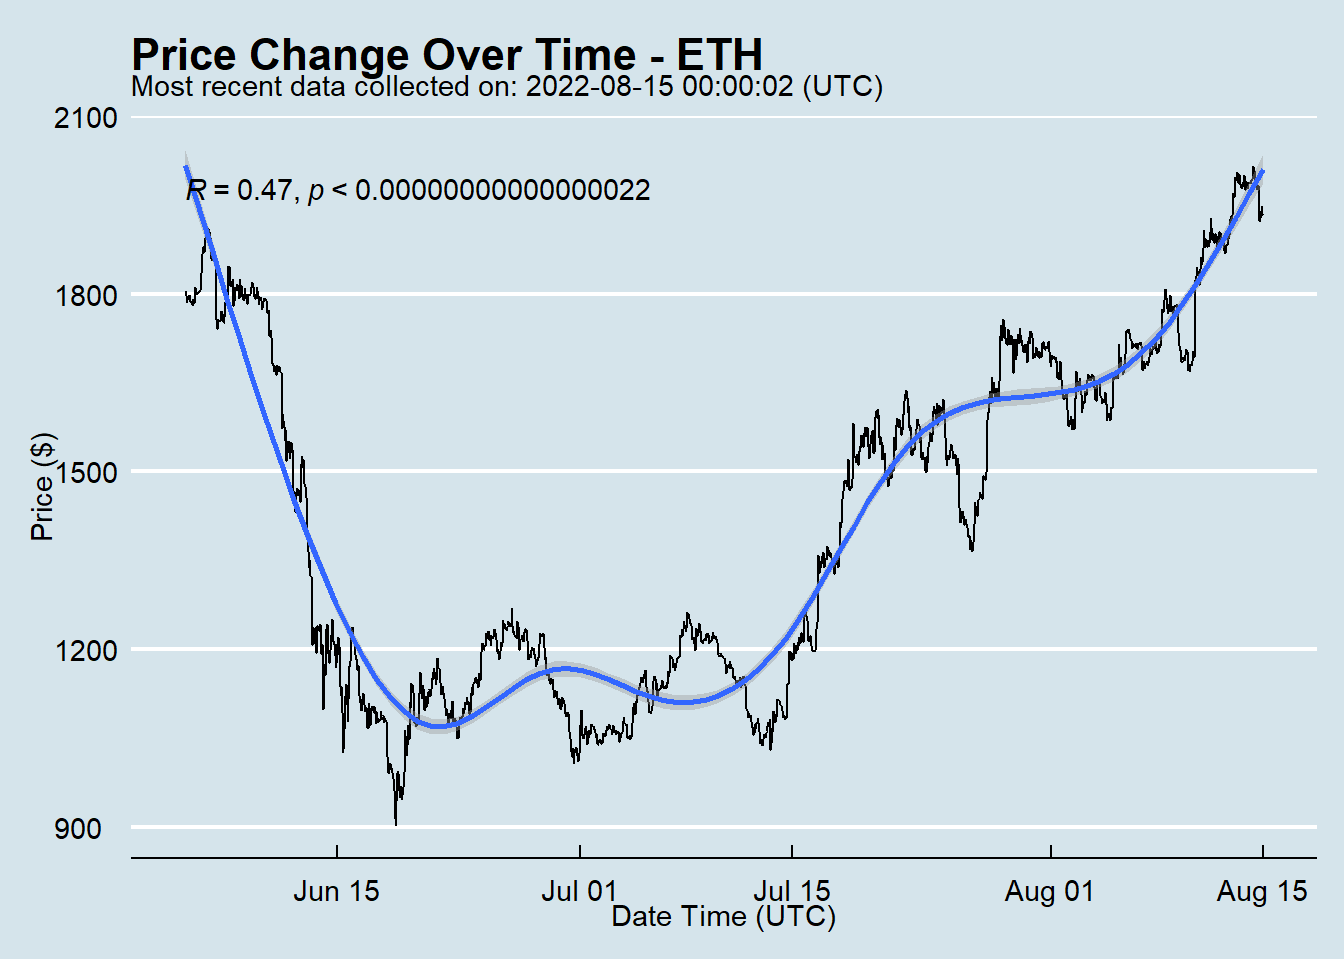 Price Change Over Time - ETH
Most recent data collected on: 2022-08-15 00:00:02 (UTC)
R = 0.47, p < 0.00000000000000022
Price ($)
2100
1800
1500
1200
900
Jun 15
Jul 01
Jul 15
Aug 01
Aug 15
Date Time (UTC)